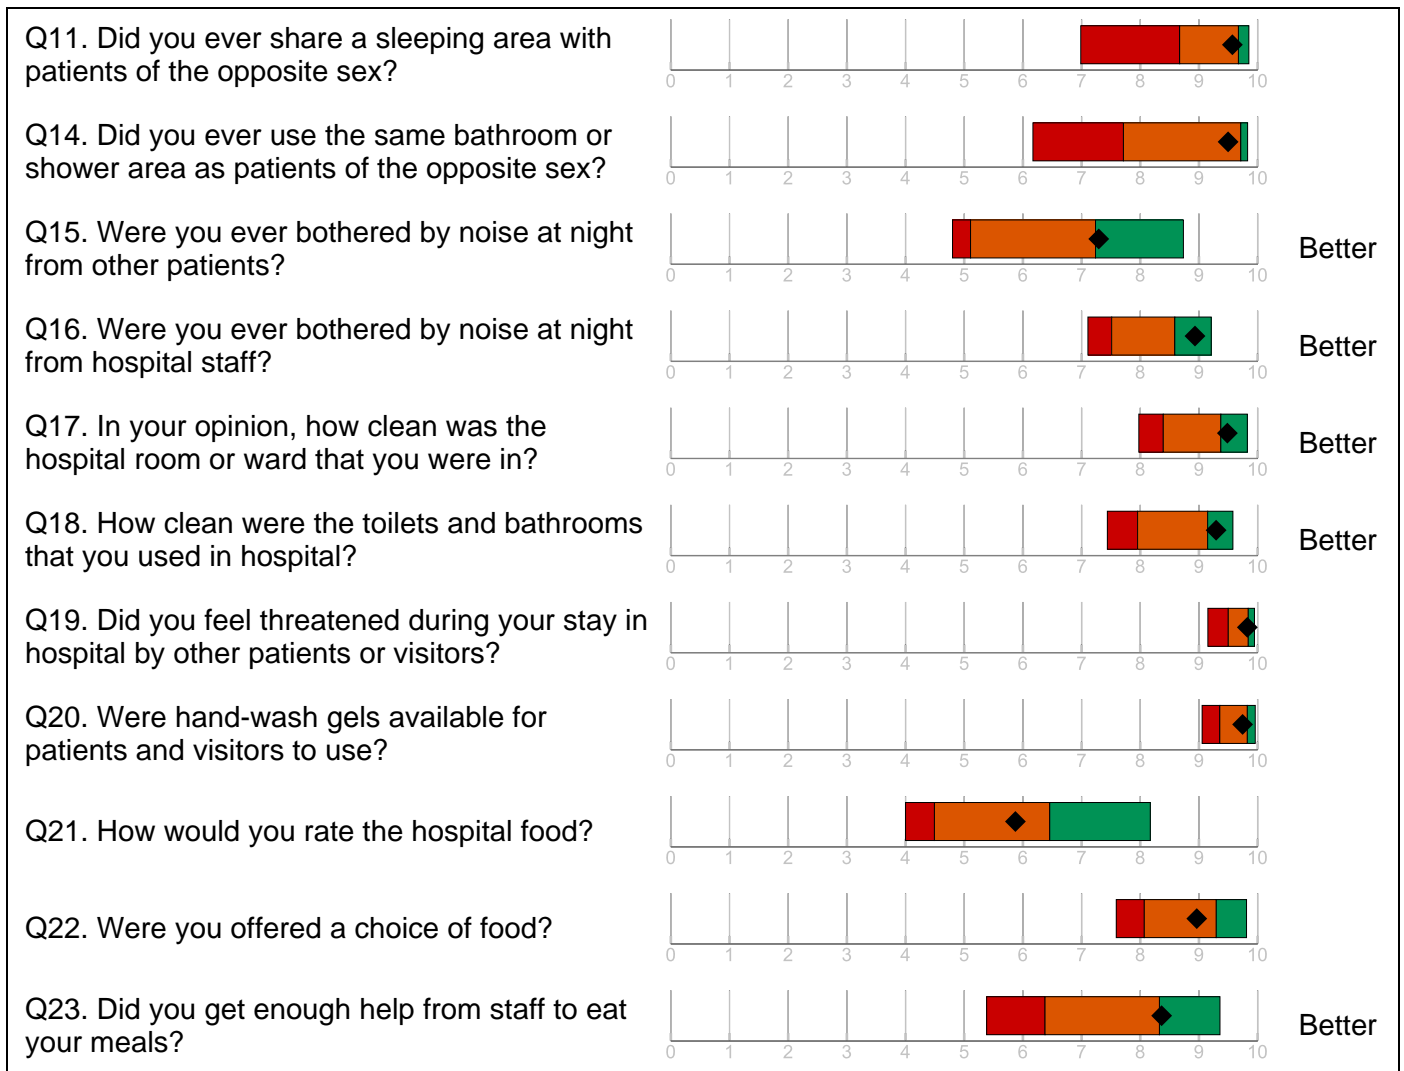 Q11. Did you ever share a sleeping area with
patients of the opposite sex?
0 1 2 3 4 5 6 7 8 9 10
Q14. Did you ever use the same bathroom or
shower area as patients of the opposite sex?
0 1 2 3 4 5 6 7 8 9 10
Q15. Were you ever bothered by noise at night
from other patients?
Better
0 1 2 3 4 5 6 7 8 9 10
Q16. Were you ever bothered by noise at night
from hospital staff?
Better
0 1 2 3 4 5 6 7 8 9 10
Q17. In your opinion, how clean was the
hospital room or ward that you were in?
Better
0 1 2 3 4 5 6 7 8 9 10
Q18. How clean were the toilets and bathrooms
that you used in hospital?
Better
0 1 2 3 4 5 6 7 8 9 10
Q19. Did you feel threatened during your stay in
hospital by other patients or visitors?
0 1 2 3 4 5 6 7 8 9 10
Q20. Were hand-wash gels available for
patients and visitors to use?
0 1 2 3 4 5 6 7 8 9 10
Q21. How would you rate the hospital food?
0 1 2 3 4 5 6 7 8 9 10
Q22. Were you offered a choice of food?
0 1 2 3 4 5 6 7 8 9 10
Q23. Did you get enough help from staff to eat
your meals?
Better
0 1 2 3 4 5 6 7 8 9 10